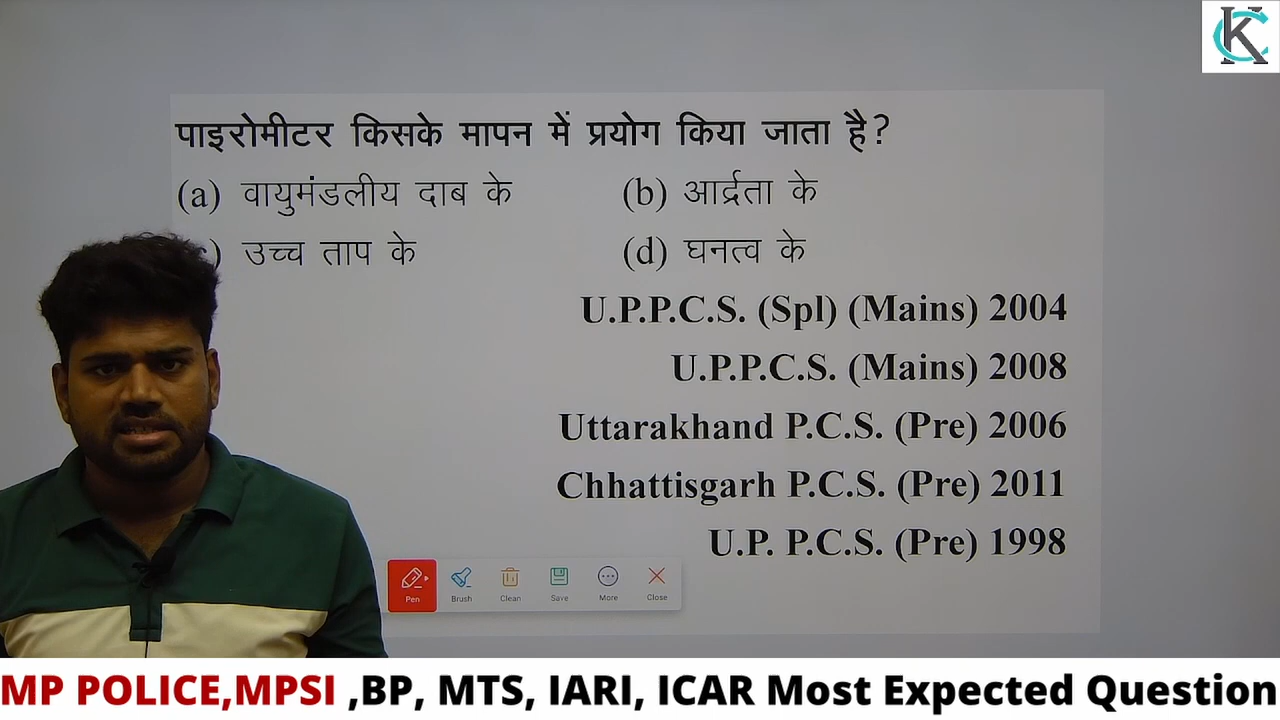 KC
पाइरोमीटर किसके मापन में प्रयोग किया जाता है?
(a) वायुमंडलीय दाब के (b) आर्द्रता के
) उच्च ताप के (d) घनत्व के
U.P.P.C.S. (Spl) (Mains) 2004
U.P.P.C.S. (Mains) 2008
Uttarakhand P.C.S. (Pre) 2006
Chhattisgarh P.C.S. (Pre) 2011
U.P. P.C.S. (Pre) 1998
Pen Brush Clean Save More Close
MP POLICE,MPSI ,BP, MTS, IARI, ICAR Most Expected Question